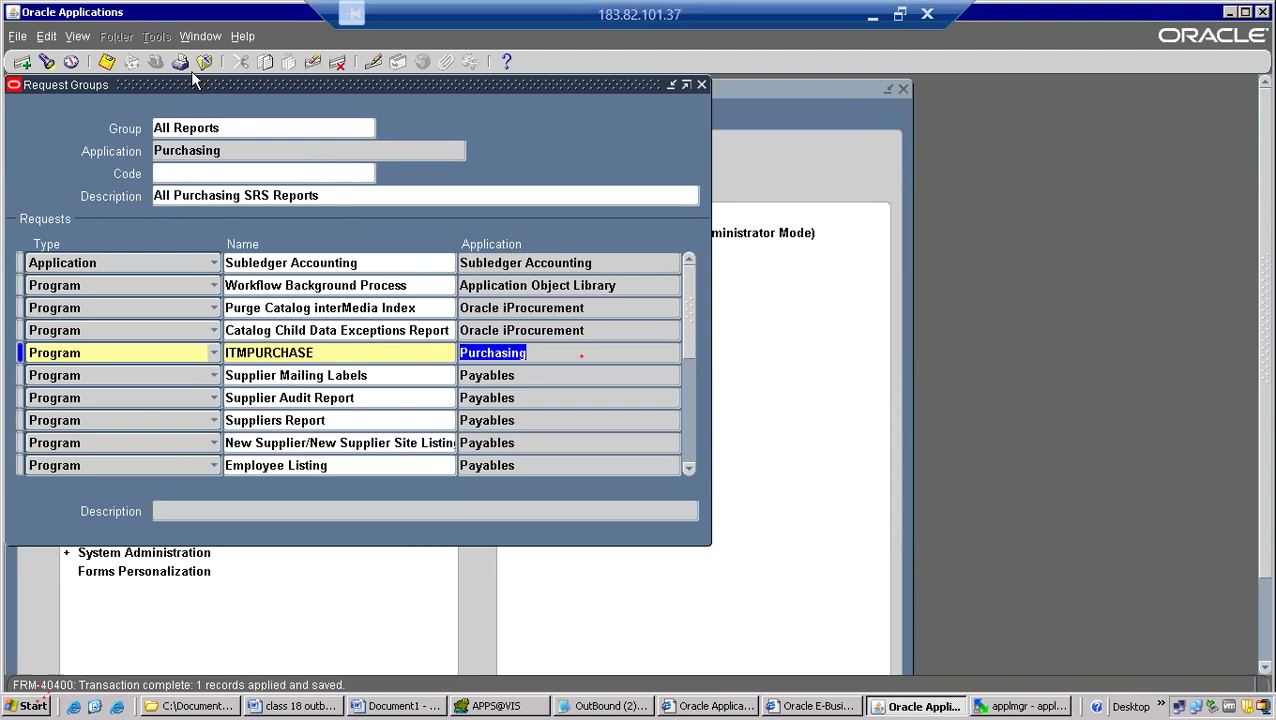 Oracle Applications
183.82.101.37
File Edit View Folder Tools Window Help
ORACLE
Request Groups
Group All Reports
Application Purchasing
Code
Description All Purchasing SRS Reports
Requests
Type Name Application
Application Subledger Accounting Subledger Accounting
Program Workflow Background Process Application Object Library
Program Purge Catalog interMedia Index Oracle iProcurement
Program Catalog Child Data Exceptions Report Oracle iProcurement
Program ITMPURCHASE Purchasing
Program Supplier Mailing Labels Payables
Program Supplier Audit Report Payables
Program Suppliers Report Payables
Program New Supplier/New Supplier Site Listin Payables
Program Employee Listing Payables
Description
ministrator Mode)
+ System Administration
Forms Personalization
FRM-40400: Transaction complete: 1 records applied and saved.
Start C:\Document... 18 outb... Document1 - ... APPS@VIS OutBound (2)... Oracle Applic... Oracle E-... Oracle Appli... applmgr - appl... Desktop »